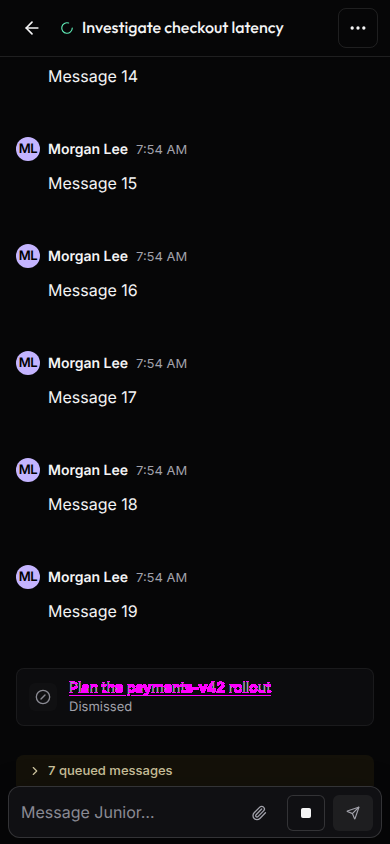 Investigate checkout latency
Message 14
ML Morgan Lee 7:54 AM
Message 15
ML Morgan Lee 7:54 AM
Message 16
ML Morgan Lee 7:54 AM
Message 17
ML Morgan Lee 7:54 AM
Message 18
ML Morgan Lee 7:54 AM
Message 19
Plan the payments-v42 rollout
Dismissed
7 queued messages
Message Junior...